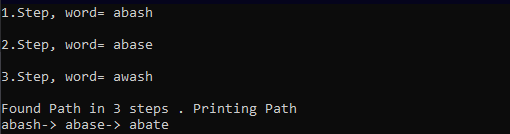 1.Step, word= abash
2.Step, word= abase
3.Step, word= awash
Found Path in 3 steps . Printing Path
abash-> abase-> abate